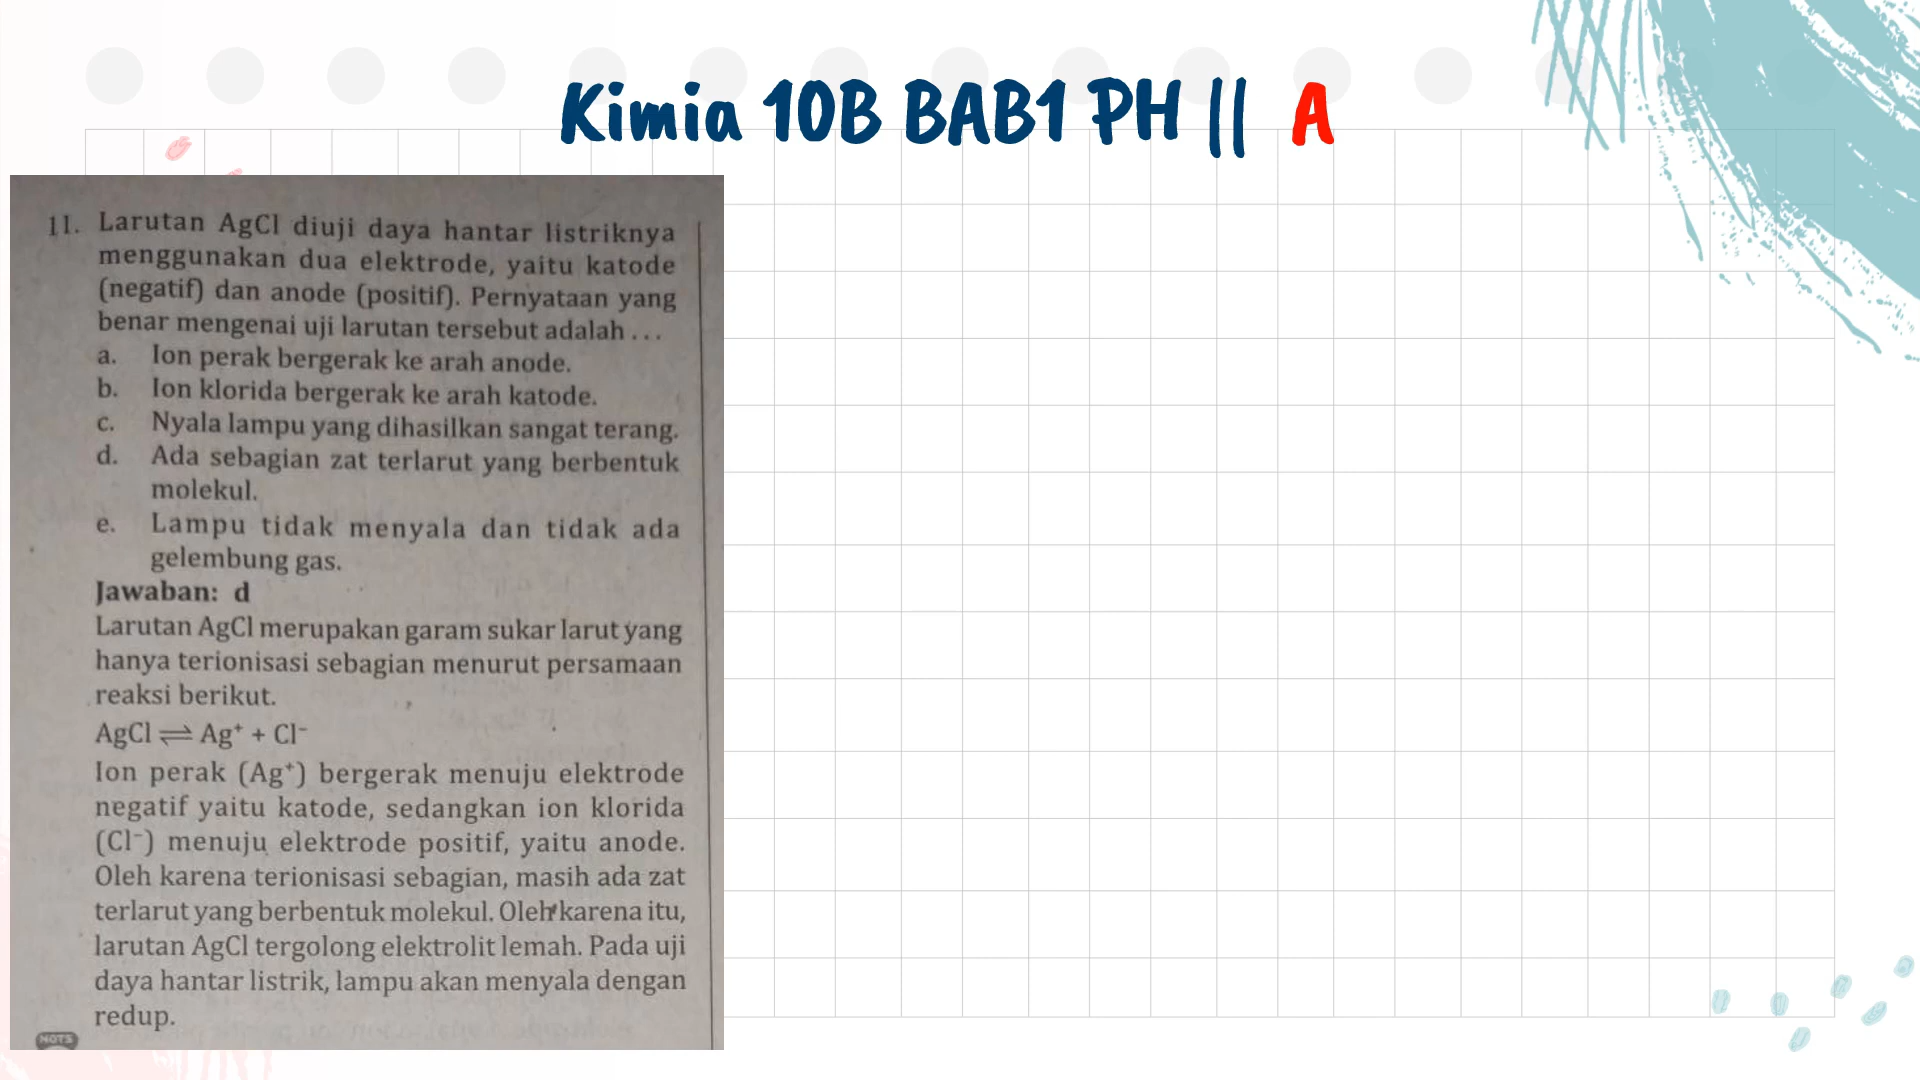 Kimia 10B BAB1 PH || A
11. Larutan AgCl diuji daya hantar listriknya
menggunakan dua elektrode, yaitu katode
(negatif) dan anode (positif). Pernyataan yang
benar mengenai uji larutan tersebut adalah . . .
a. Ion perak bergerak ke arah anode.
b. Ion klorida bergerak ke arah katode.
c. Nyala lampu yang dihasilkan sangat terang.
d. Ada sebagian zat terlarut yang berbentuk
molekul.
e. Lampu tidak menyala dan tidak ada
gelembung gas.
Jawaban: d
Larutan AgCl merupakan garam sukar larut yang
hanya terionisasi sebagian menurut persamaan
reaksi berikut.
AgCl ⇌ Ag⁺ + Cl⁻
Ion perak (Ag⁺) bergerak menuju elektrode
negatif yaitu katode, sedangkan ion klorida
(Cl⁻) menuju elektrode positif, yaitu anode.
Oleh karena terionisasi sebagian, masih ada zat
terlarut yang berbentuk molekul. Oleh karena itu,
larutan AgCl tergolong elektrolit lemah. Pada uji
daya hantar listrik, lampu akan menyala dengan
redup.